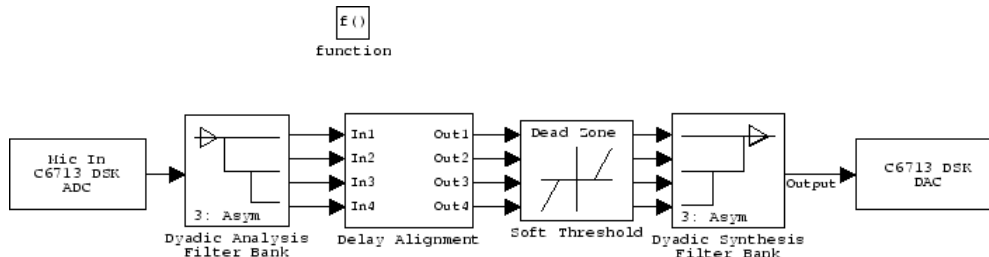 f()
function
Mic In
C6713 DSK
ADC
3: Asym
Dyadic Analysis
Filter Bank
In1
In2
In3
In4
Out1
Out2
Out3
Out4
Delay Alignment
Dead Zone
Soft Threshold
3: Asym
Dyadic Synthesis
Filter Bank
Output
C6713 DSK
DAC